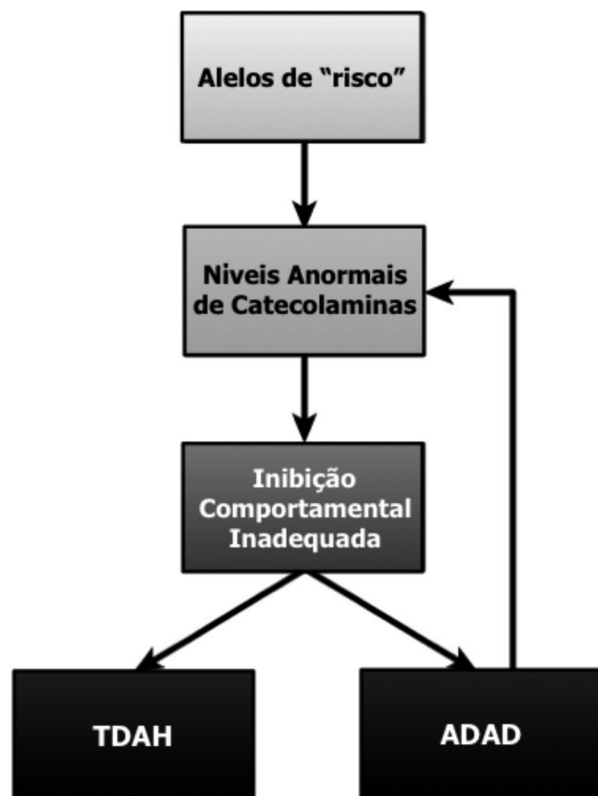 Alelos de “risco”
Niveis Anormais
de Catecolaminas
Inibição
Comportamental
Inadequada
TDAH
ADAD